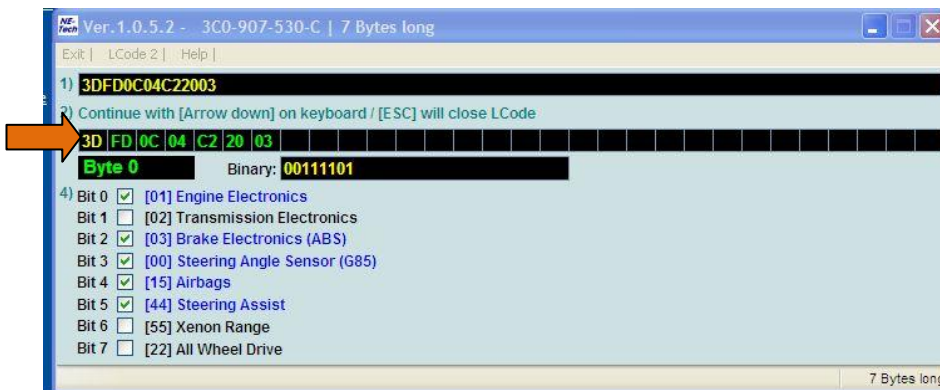 NE-Tech Ver.1.0.5.2 - 3C0-907-530-C | 7 Bytes long
Exit | LCode 2 | Help |
1) 3DFD0C04C22003
2) Continue with [Arrow down] on keyboard / [ESC] will close LCode
3D FD 0C 04 C2 20 03
Byte 0 Binary: 00111101
4) Bit 0 [01] Engine Electronics
Bit 1 [02] Transmission Electronics
Bit 2 [03] Brake Electronics (ABS)
Bit 3 [00] Steering Angle Sensor (G85)
Bit 4 [15] Airbags
Bit 5 [44] Steering Assist
Bit 6 [55] Xenon Range
Bit 7 [22] All Wheel Drive
7 Bytes long